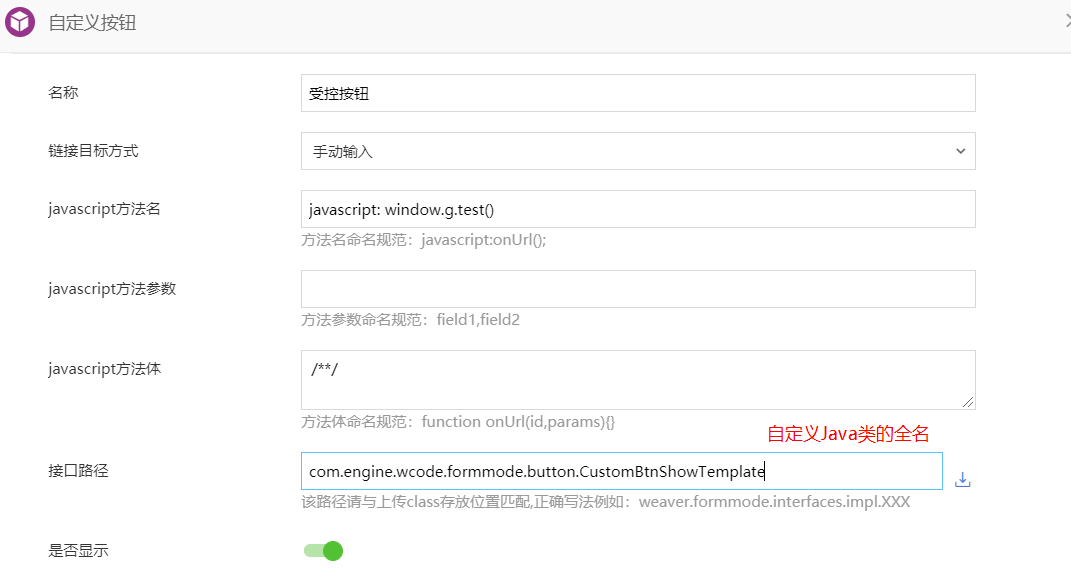 自定义按钮
名称
受控按钮
链接目标方式
手动输入
javascript方法名
javascript: window.g.test()
方法名命名规范：javascript:onUrl();
javascript方法参数
方法参数命名规范：field1,field2
javascript方法体
/**/
方法体命名规范：function onUrl(id,params){}
自定义Java类的全名
接口路径
com.engine.wcode.formmode.button.CustomBtnShowTemplate
该路径请与上传class存放位置匹配,正确写法例如：weaver.formmode.interfaces.impl.XXX
是否显示